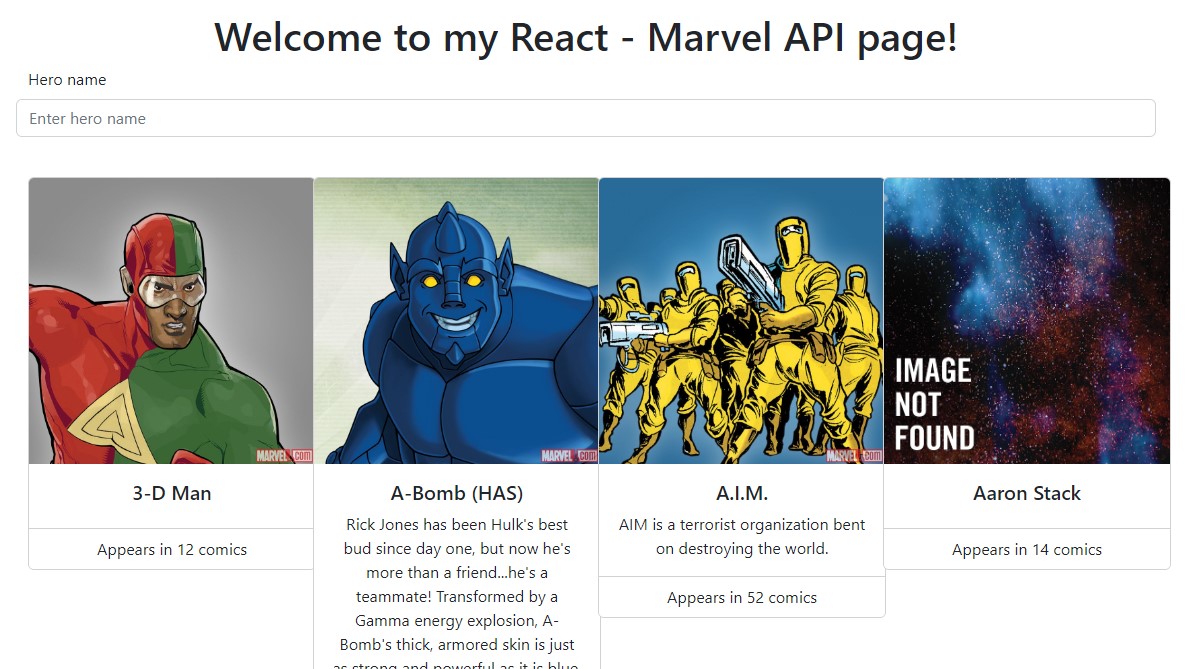 Welcome to my React - Marvel API page!
Hero name
Enter hero name
MARVEL.com
MARVEL.com
MARVEL.com
IMAGE
NOT
FOUND
3-D Man
Appears in 12 comics
A-Bomb (HAS)
Rick Jones has been Hulk's best
bud since day one, but now he's
more than a friend...he's a
teammate! Transformed by a
Gamma energy explosion, A-
Bomb's thick, armored skin is just
as strong and powerful as it is blue.
A.I.M.
AIM is a terrorist organization bent
on destroying the world.
Appears in 52 comics
Aaron Stack
Appears in 14 comics